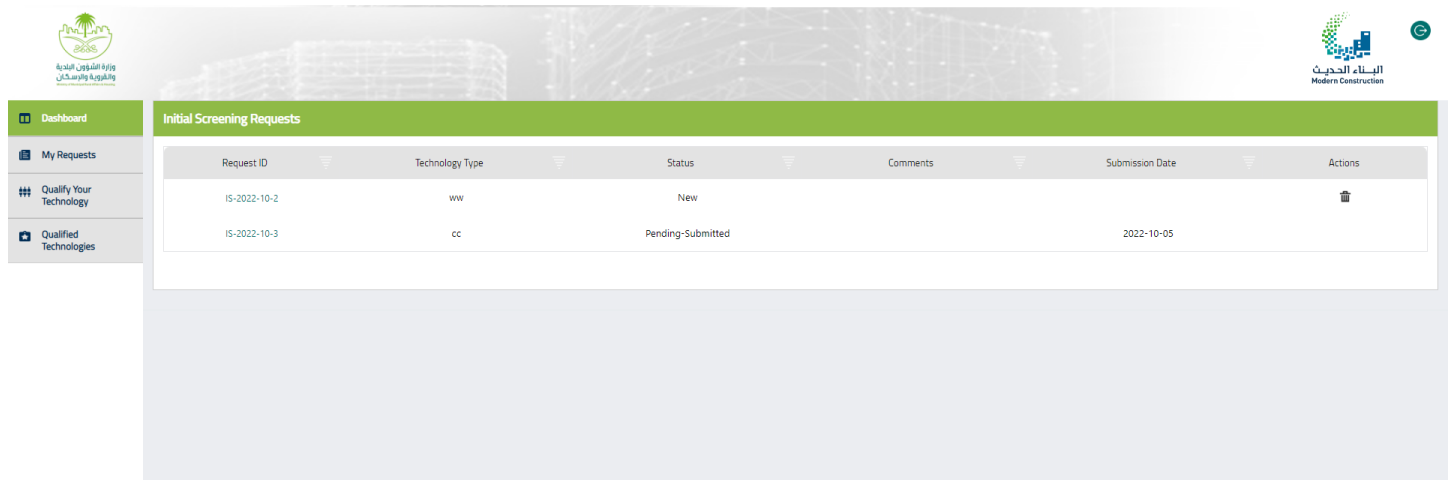 وزارة الشؤون البلدية
والقروية والإسكان
البـنـاء الحديـث
Modern Construction
Dashboard
My Requests
Qualify Your
Technology
Qualified
Technologies
Initial Screening Requests
Request ID Technology Type Status Comments Submission Date Actions
IS-2022-10-2 ww New
IS-2022-10-3 cc Pending-Submitted 2022-10-05